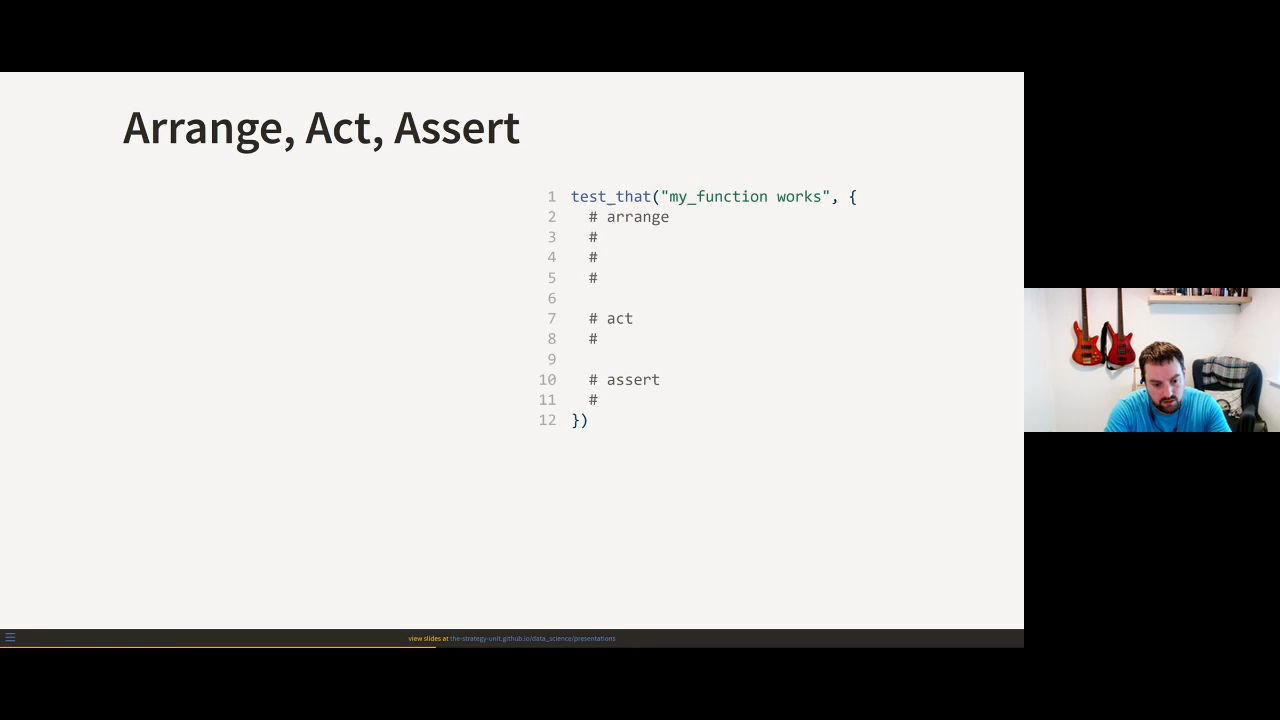 Arrange, Act, Assert
1 test_that("my_function works", {
2 # arrange
3 #
4 #
5 #
6
7 # act
8 #
9
10 # assert
11 #
12 })
view slides at the-strategy-unit.github.io/data_science/presentations